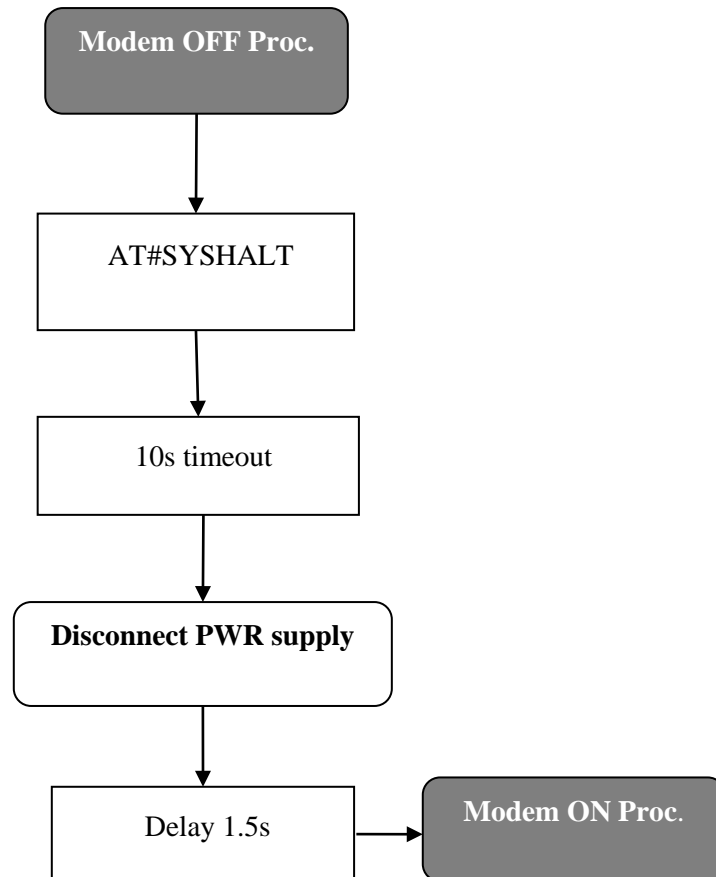 Modem OFF Proc.
AT#SYSHALT
10s timeout
Disconnect PWR supply
Delay 1.5s
Modem ON Proc.